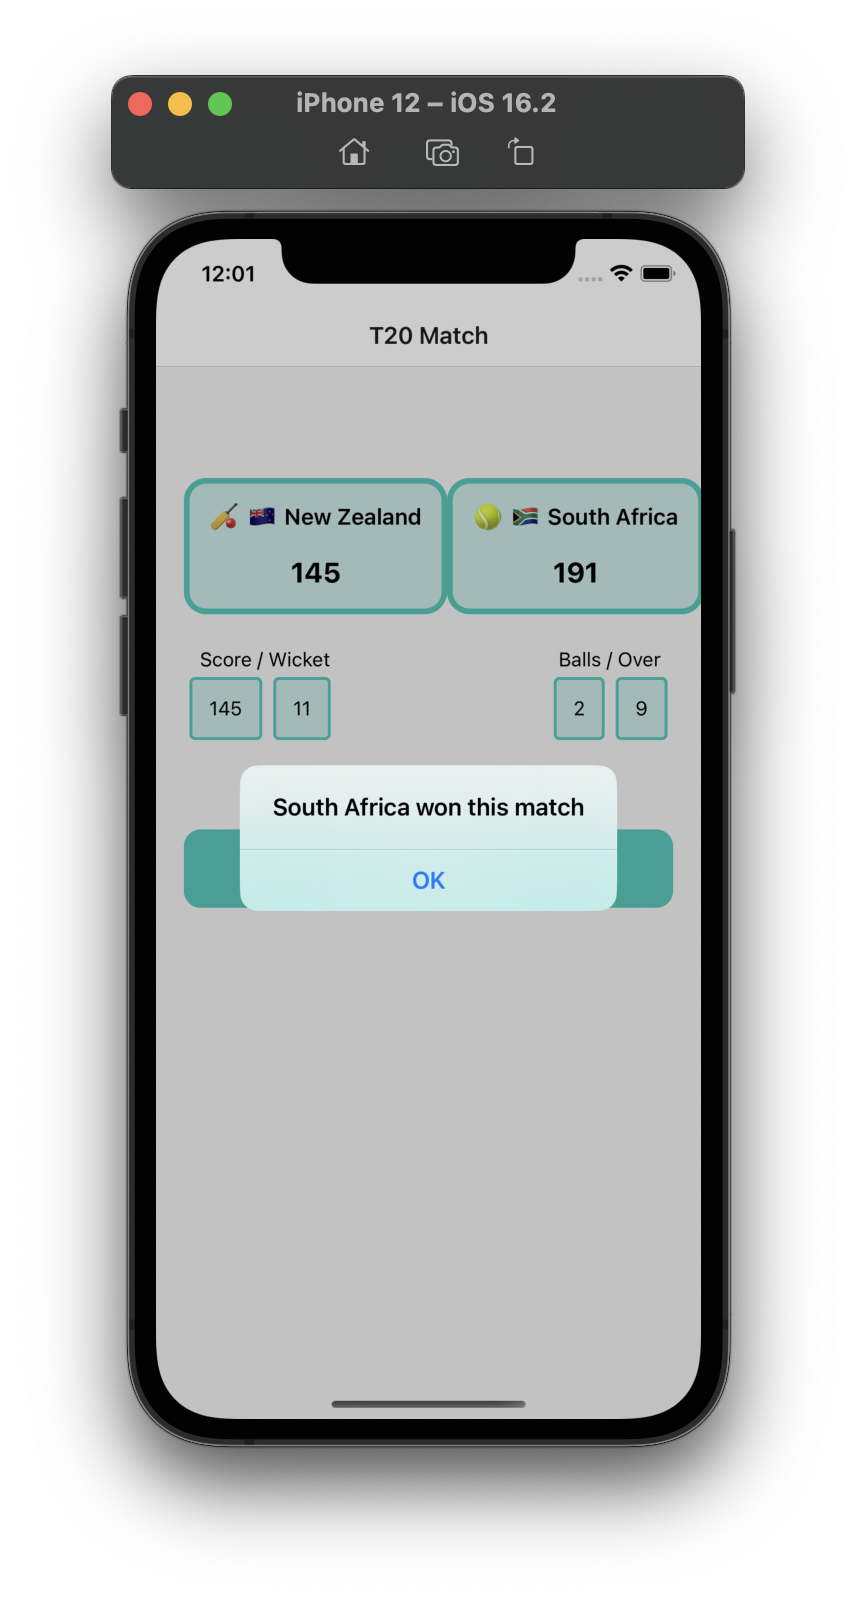 iPhone 12 – iOS 16.2
12:01
T20 Match
New Zealand
145
South Africa
191
Score / Wicket
145 11
Balls / Over
2 9
South Africa won this match
OK